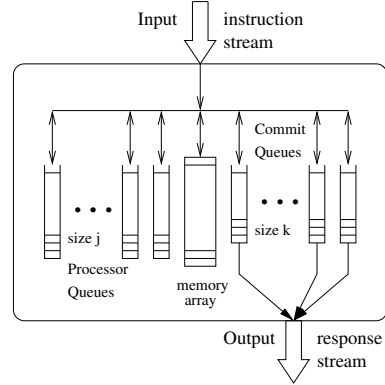 Input instruction
stream
Commit
Queues
size j
size k
Processor
Queues
memory
array
Output response
stream